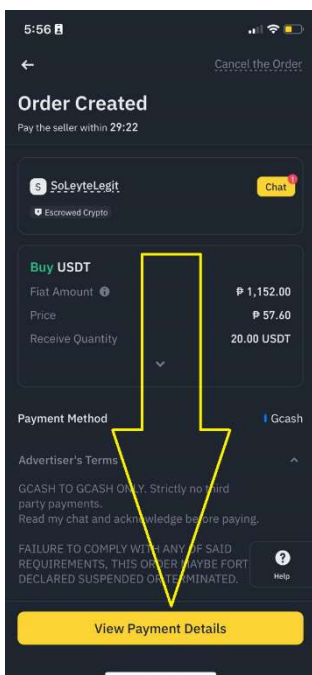 5:56
Cancel the Order
Order Created
Pay the seller within 29:22
S SoLeyteLegit
Chat 1
Escrowed Crypto
Buy USDT
Fiat Amount ₱ 1,152.00
Price ₱ 57.60
Receive Quantity 20.00 USDT
Payment Method Gcash
Advertiser's Terms
GCASH TO GCASH ONLY. Strictly no third
party payments.
Read my chat and acknowledge before paying.
FAILURE TO COMPLY WITH ANY OF SAID
REQUIREMENTS, THIS ORDER MAYBE FORT
DECLARED SUSPENDED OR TERMINATED.
Help
View Payment Details